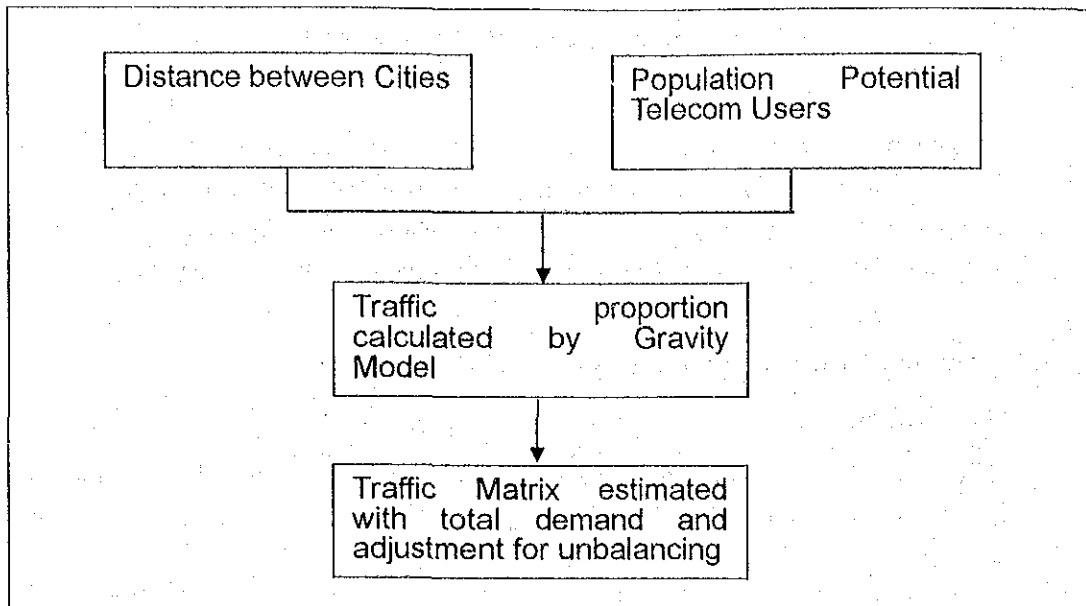 Distance between Cities
Population Potential
Telecom Users
Traffic proportion
calculated by Gravity
Model
Traffic Matrix estimated
with total demand and
adjustment for unbalancing